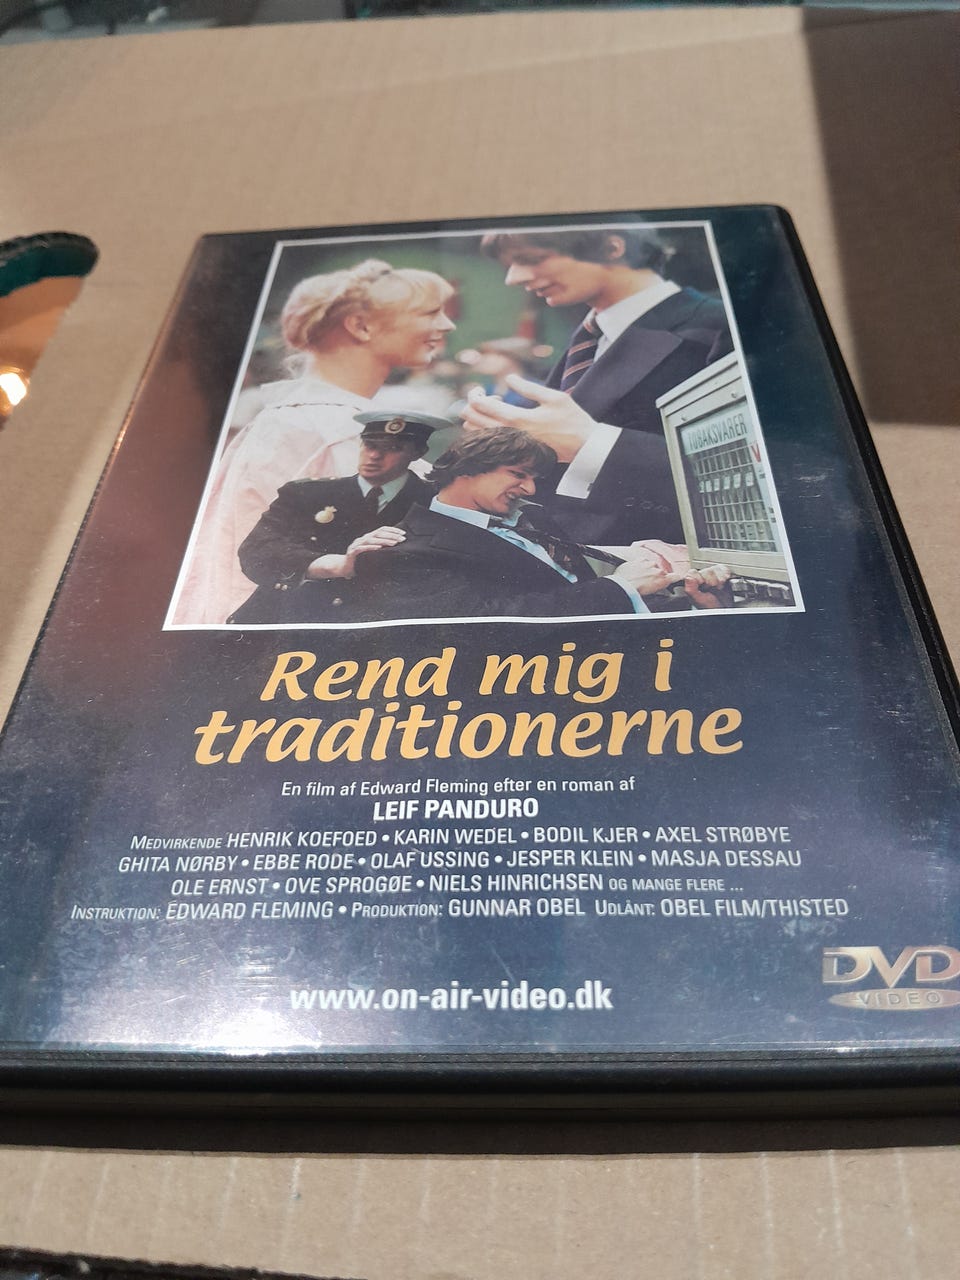 TOBAKSVARER
Rend mig i
traditionerne
En film af Edward Fleming efter en roman af
LEIF PANDURO
MEDVIRKENDE HENRIK KOEFOED • KARIN WEDEL • BODIL KJER • AXEL STRØBYE
GHITA NØRBY • EBBE RODE • OLAF USSING • JESPER KLEIN • MASJA DESSAU
OLE ERNST • OVE SPROGØE • NIELS HINRICHSEN OG MANGE FLERE ...
INSTRUKTION: EDWARD FLEMING • PRODUKTION: GUNNAR OBEL UDLÅNT: OBEL FILM/THISTED
DVD
VIDEO
www.on-air-video.dk